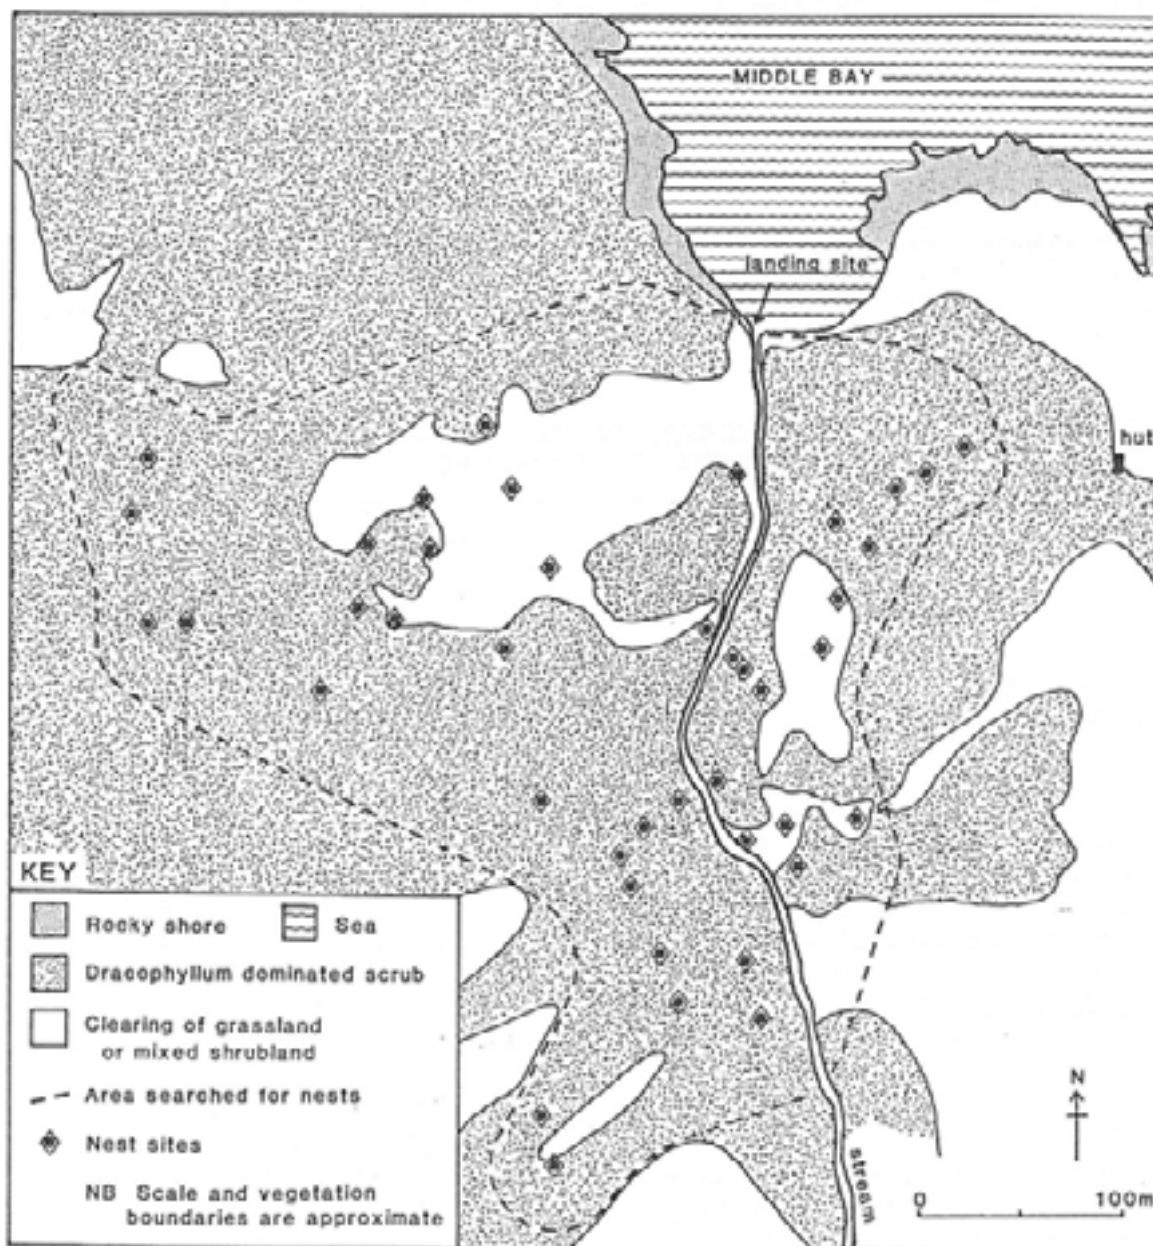 MIDDLE BAY
landing site
hut
KEY
Rocky shore
Sea
Dracophyllum dominated scrub
Clearing of grassland
or mixed shrubland
Area searched for nests
Nest sites
NB Scale and vegetation
boundaries are approximate
stream
N
0 100m